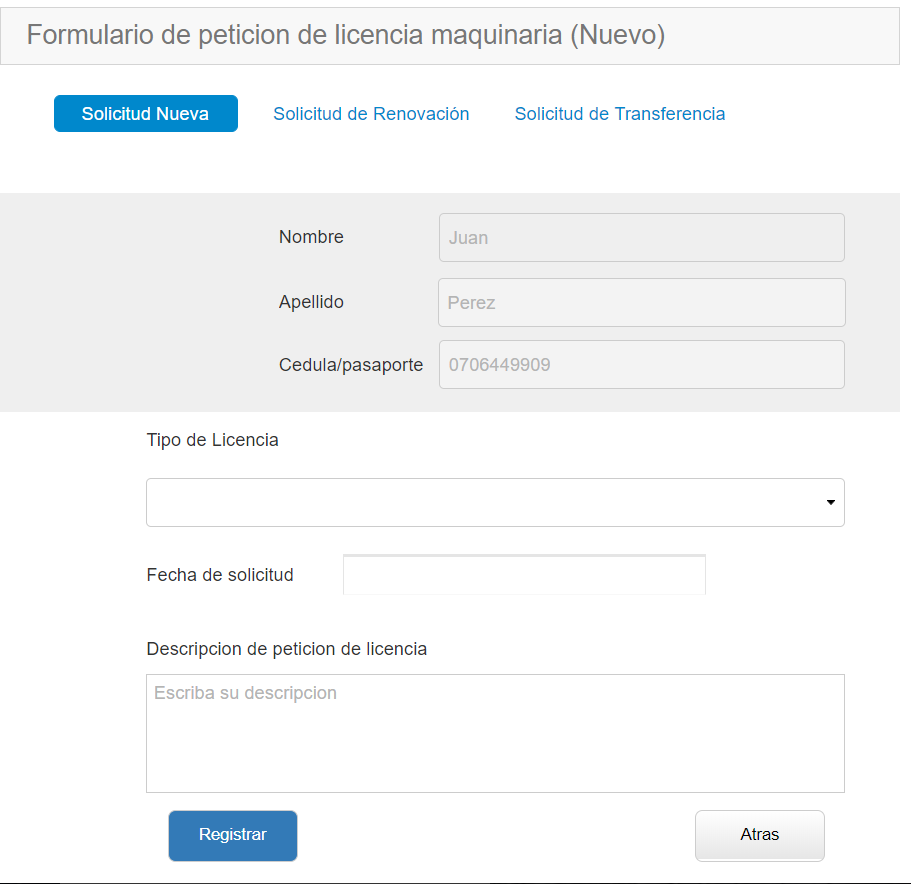 Formulario de peticion de licencia maquinaria (Nuevo)
Solicitud Nueva Solicitud de Renovación Solicitud de Transferencia
Nombre Juan
Apellido Perez
Cedula/pasaporte 0706449909
Tipo de Licencia
Fecha de solicitud
Descripcion de peticion de licencia
Escriba su descripcion
Registrar Atras